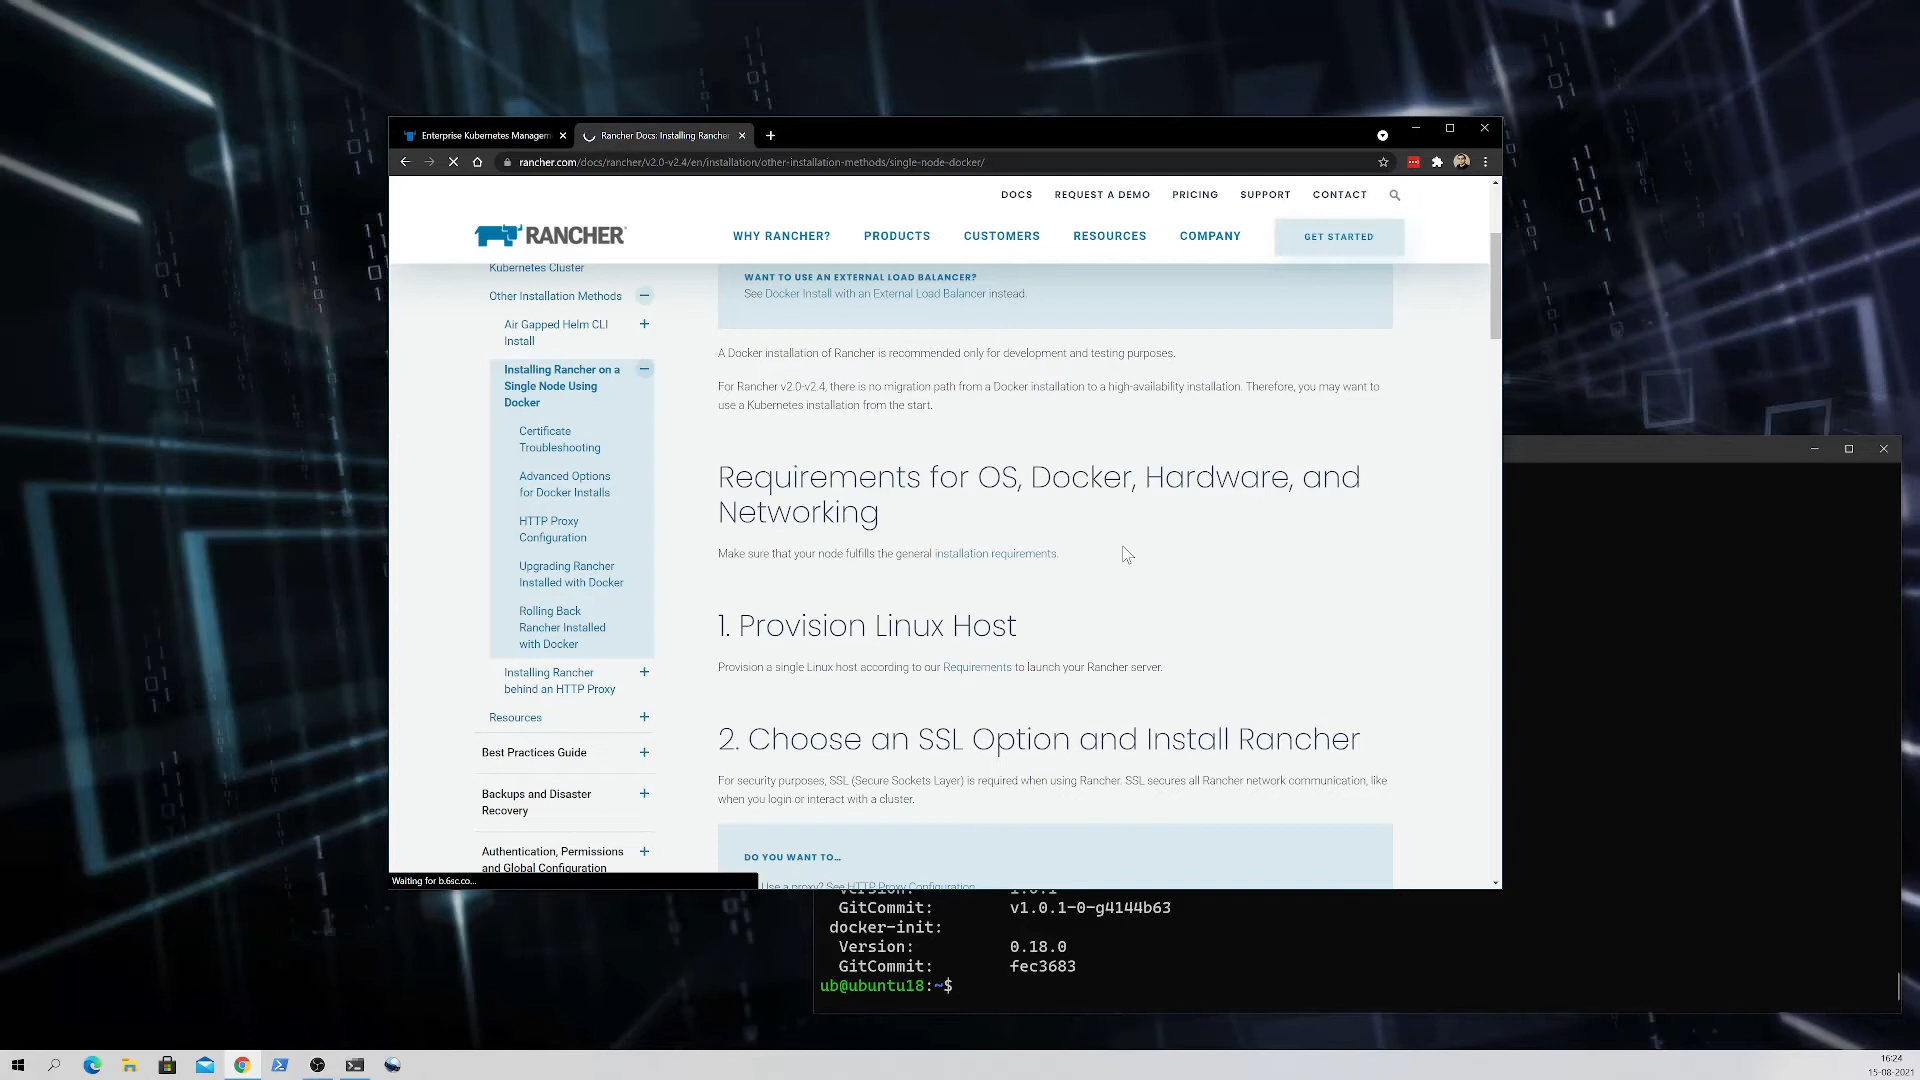 Enterprise Kubernetes Managem
Rancher Docs: Installing Rancher
rancher.com/docs/rancher/v2.0-v2.4/en/installation/other-installation-methods/single-node-docker/
DOCS REQUEST A DEMO PRICING SUPPORT CONTACT
RANCHER
WHY RANCHER? PRODUCTS CUSTOMERS RESOURCES COMPANY GET STARTED
Kubernetes Cluster
Other Installation Methods
Air Gapped Helm CLI
Install
Installing Rancher on a
Single Node Using
Docker
Certificate
Troubleshooting
Advanced Options
for Docker Installs
HTTP Proxy
Configuration
Upgrading Rancher
Installed with Docker
Rolling Back
Rancher Installed
with Docker
Installing Rancher
behind an HTTP Proxy
Resources
Best Practices Guide
Backups and Disaster
Recovery
Authentication, Permissions
and Global Configuration
WANT TO USE AN EXTERNAL LOAD BALANCER?
See Docker Install with an External Load Balancer instead.
A Docker installation of Rancher is recommended only for development and testing purposes.
For Rancher v2.0-v2.4, there is no migration path from a Docker installation to a high-availability installation. Therefore, you may want to
use a Kubernetes installation from the start.
Requirements for OS, Docker, Hardware, and
Networking
Make sure that your node fulfills the general installation requirements.
1. Provision Linux Host
Provision a single Linux host according to our Requirements to launch your Rancher server.
2. Choose an SSL Option and Install Rancher
For security purposes, SSL (Secure Sockets Layer) is required when using Rancher. SSL secures all Rancher network communication, like
when you login or interact with a cluster.
DO YOU WANT TO...
Use a proxy? See HTTP Proxy Configuration
Waiting for b.6sc.co...
Version: 1.0.1
GitCommit: v1.0.1-0-g4144b63
docker-init:
Version: 0.18.0
GitCommit: fec3683
ub@ubuntu18:~$
16:24
15-08-2021